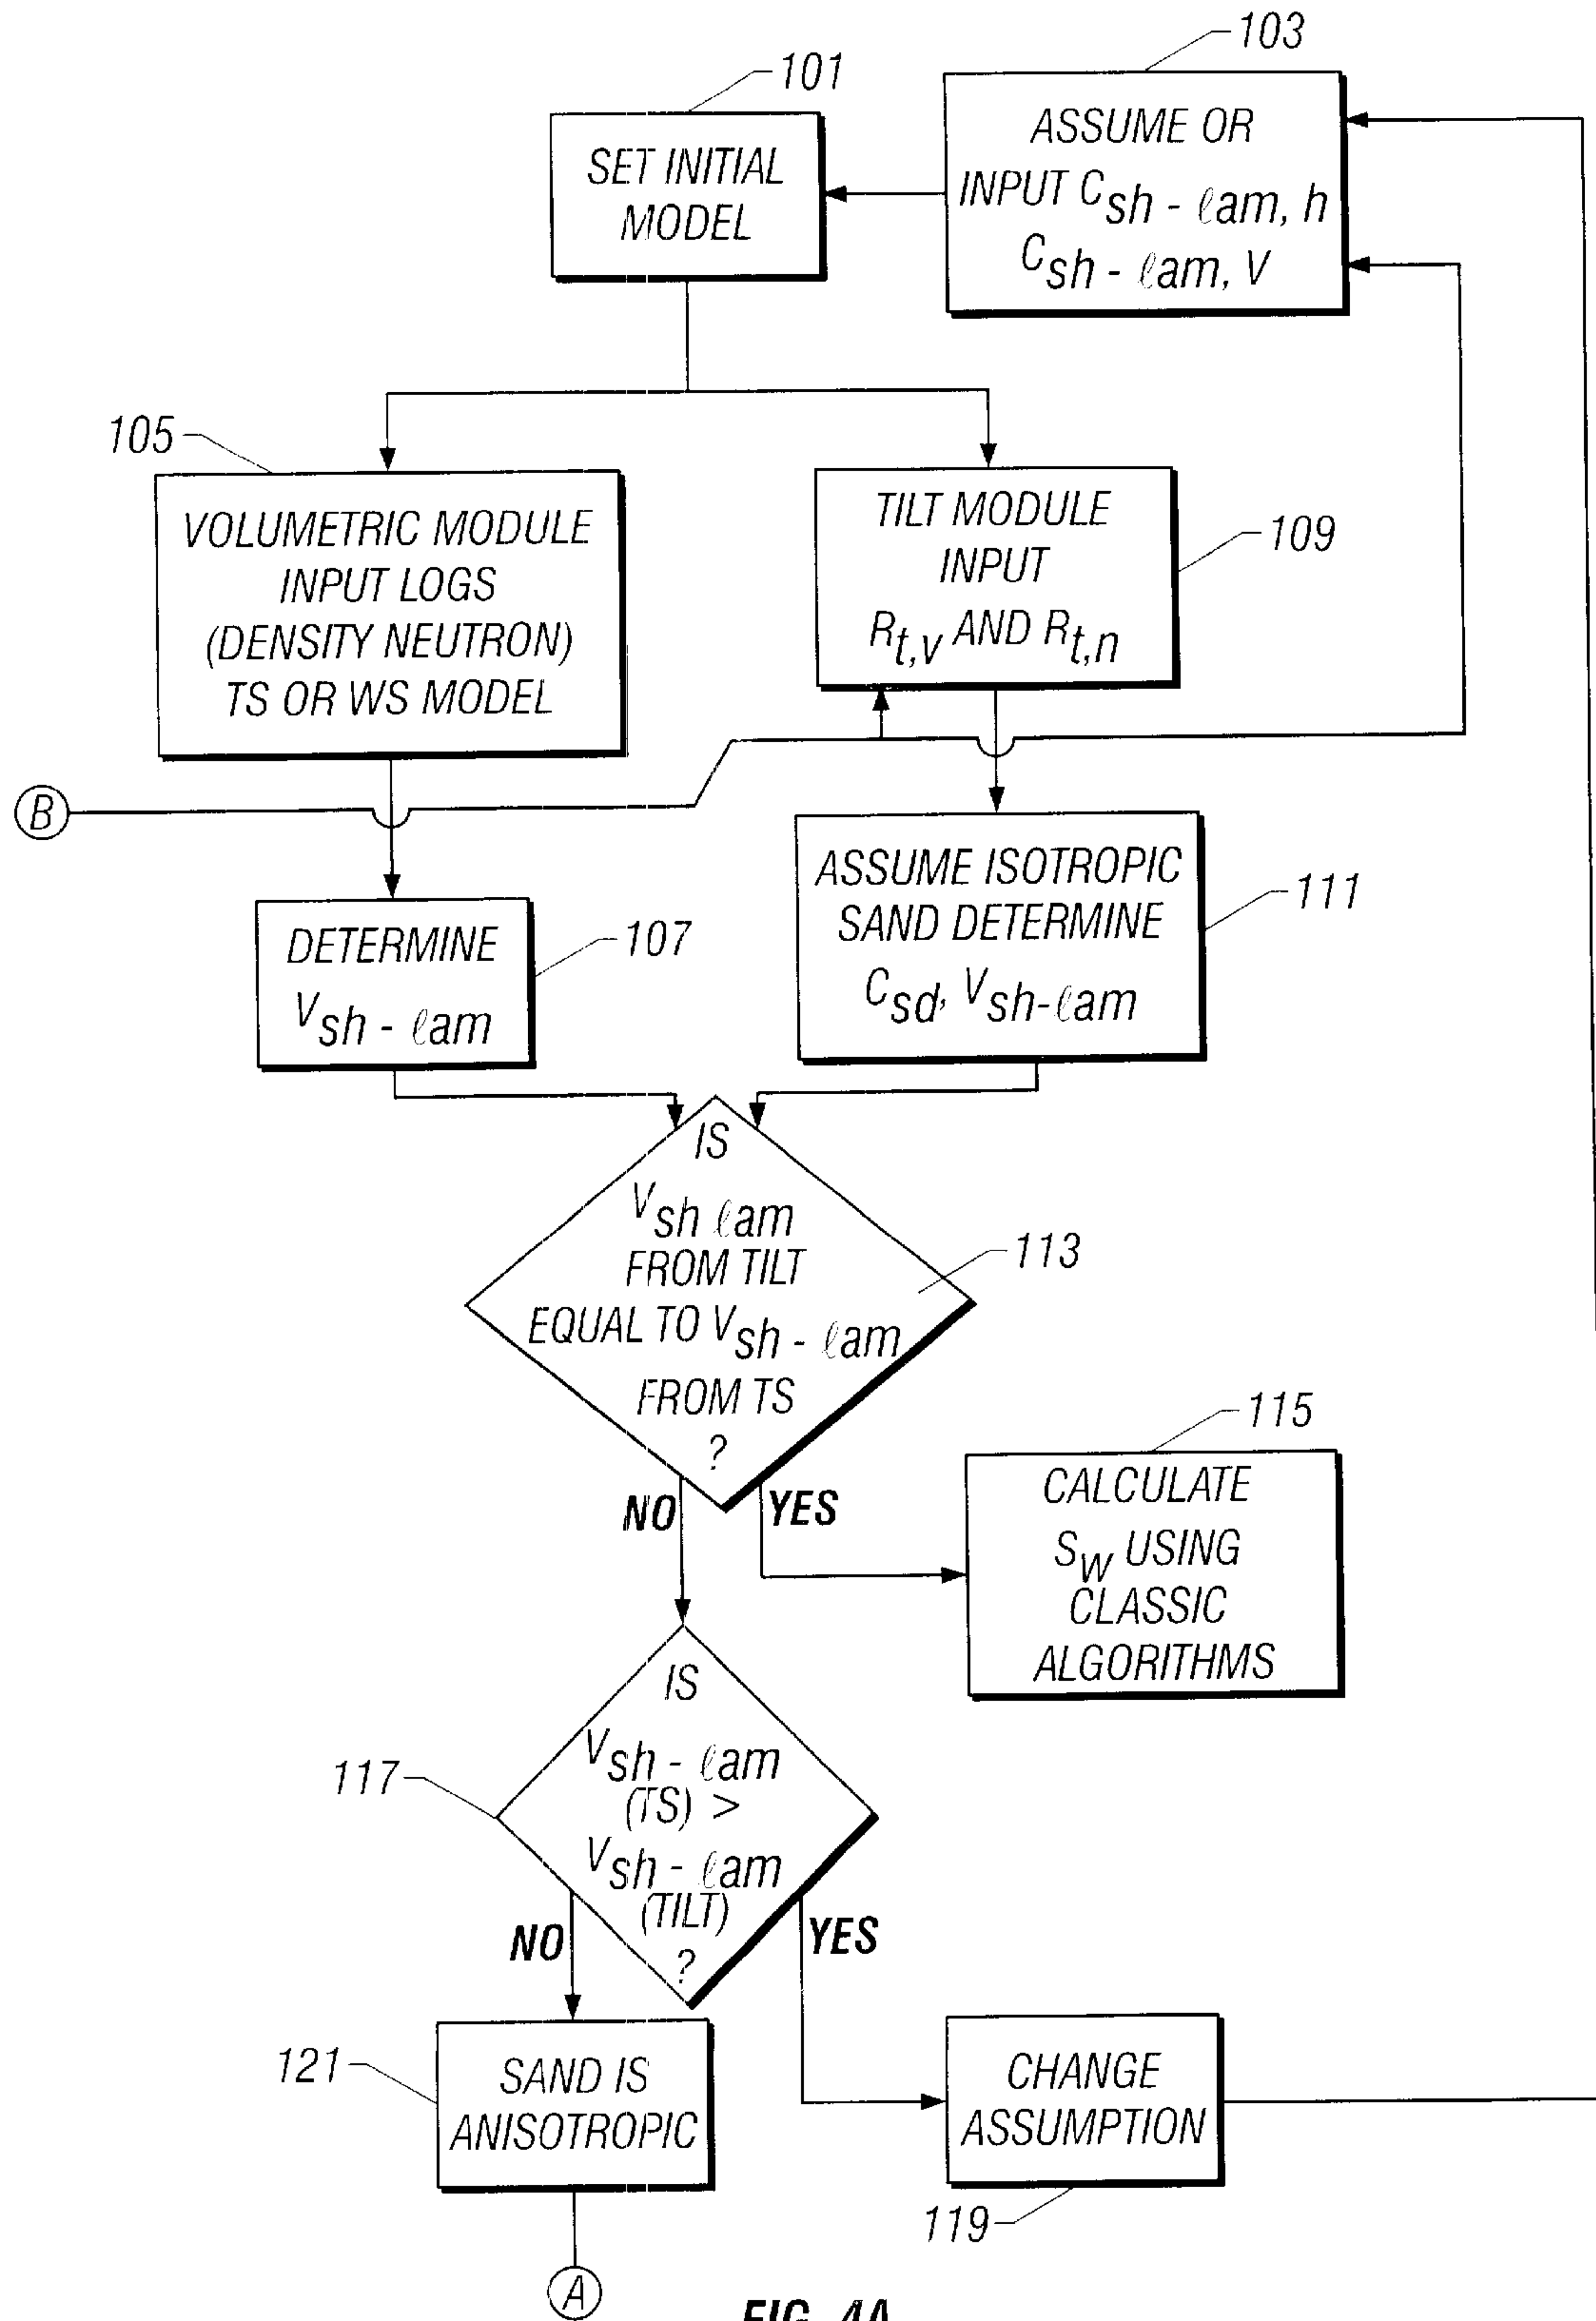 103
101
ASSUME OR
INPUT Csh - ℓam, h
Csh - ℓam, V
SET INITIAL
MODEL
105
VOLUMETRIC MODULE
INPUT LOGS
(DENSITY NEUTRON)
TS OR WS MODEL
TILT MODULE
INPUT
Rt,v AND Rt,n
109
B
DETERMINE
Vsh - ℓam
107
ASSUME ISOTROPIC
SAND DETERMINE
Csd, Vsh-ℓam
111
IS
Vsh ℓam
FROM TILT
EQUAL TO Vsh - ℓam
FROM TS
?
113
NO
YES
115
CALCULATE
SW USING
CLASSIC
ALGORITHMS
117
IS
Vsh - ℓam
(TS) >
Vsh - ℓam
(TILT)
?
NO
YES
121
SAND IS
ANISOTROPIC
CHANGE
ASSUMPTION
119
A
FIG. 4A